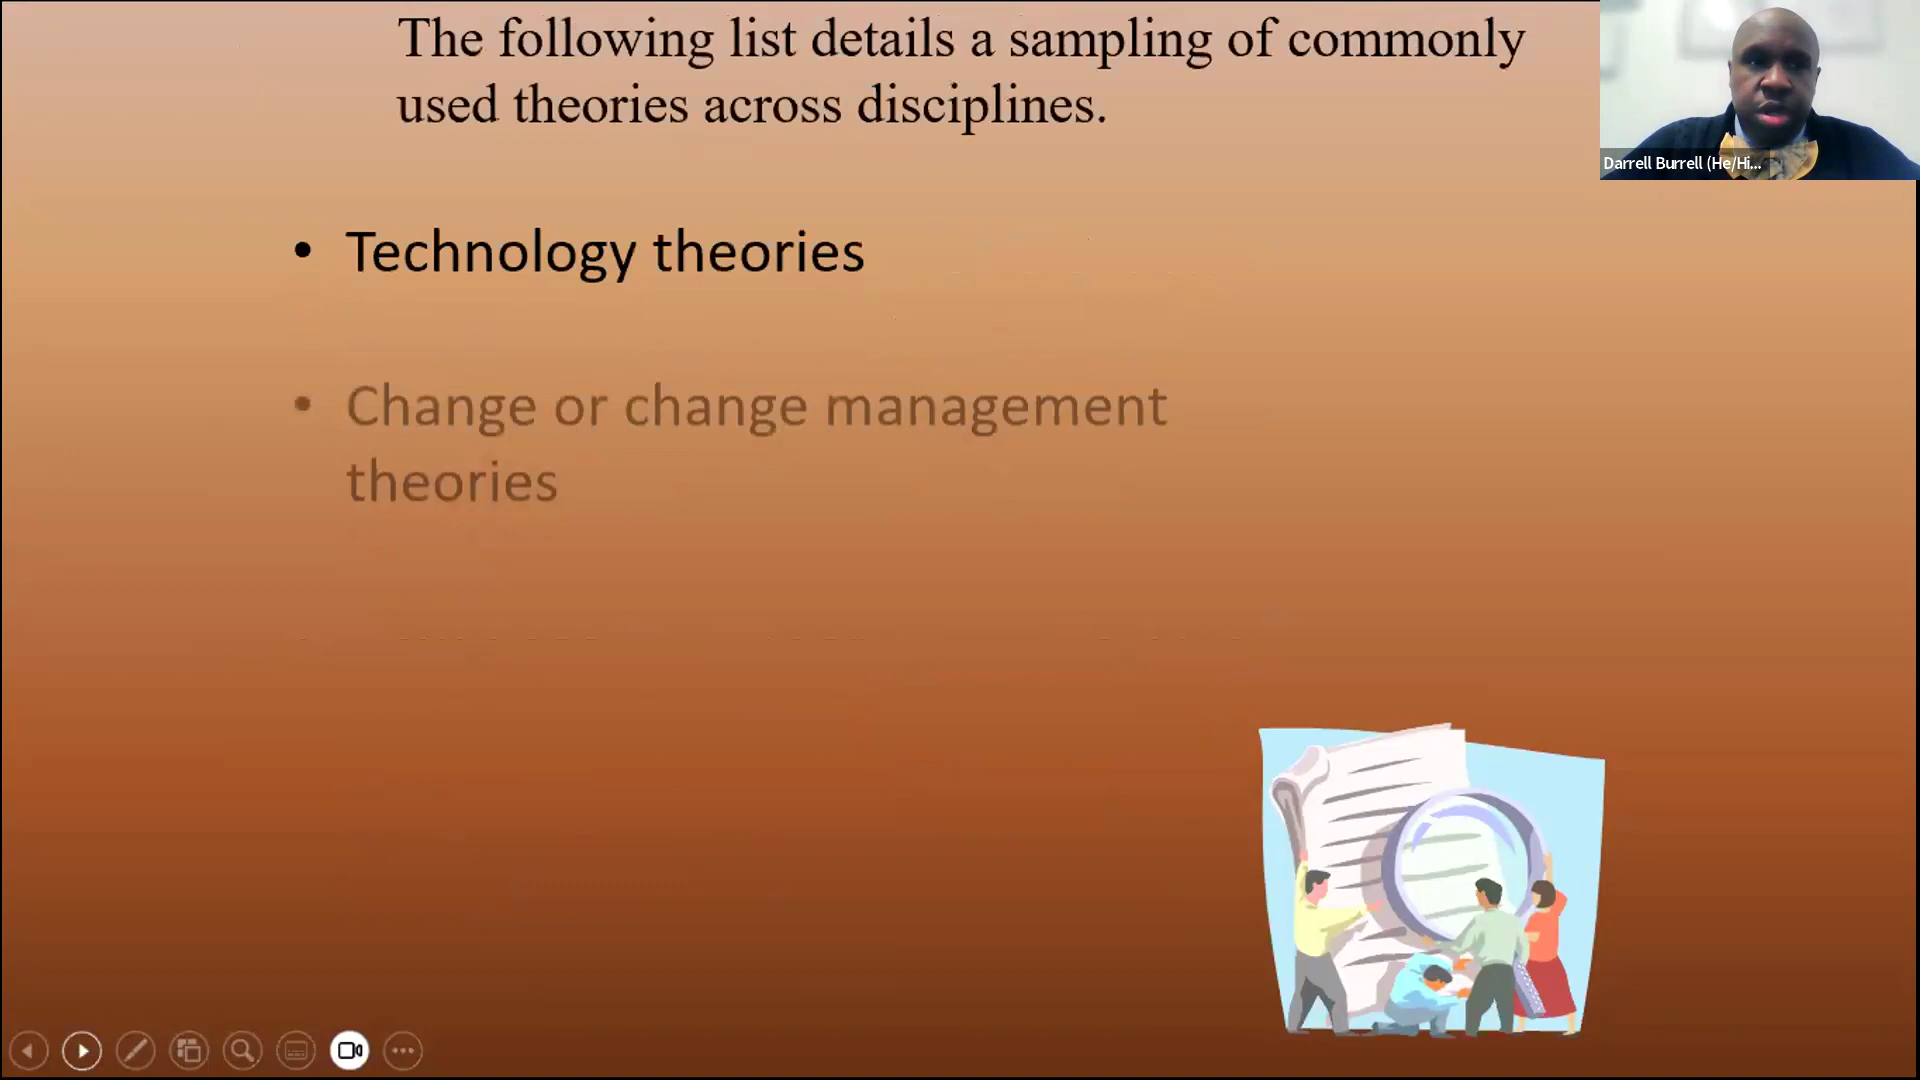 The following list details a sampling of commonly
used theories across disciplines.
Darrell Burrell (He/Hi...
• Technology theories
• Change or change management
theories